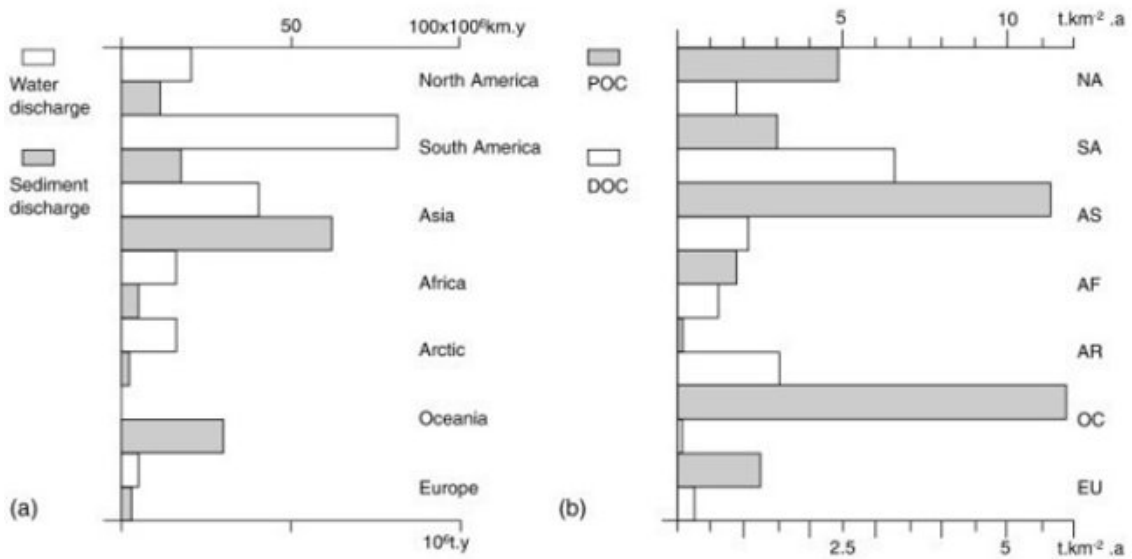 50
100x100⁶km.y
Water
discharge
Sediment
discharge
North America
South America
Asia
Africa
Arctic
Oceania
Europe
(a)
10⁶t.y
5
10
t.km⁻² .a
POC
DOC
NA
SA
AS
AF
AR
OC
EU
(b)
2.5
5
t.km⁻² .a